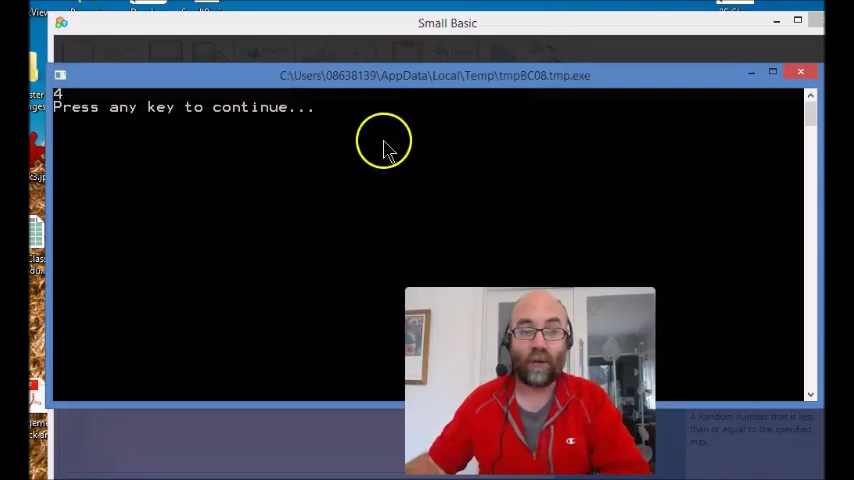 Small Basic
C:\Users\08638139\AppData\Local\Temp\tmpBC08.tmp.exe
4
Press any key to continue...
A Random number that is less
than or equal to the specified
max.